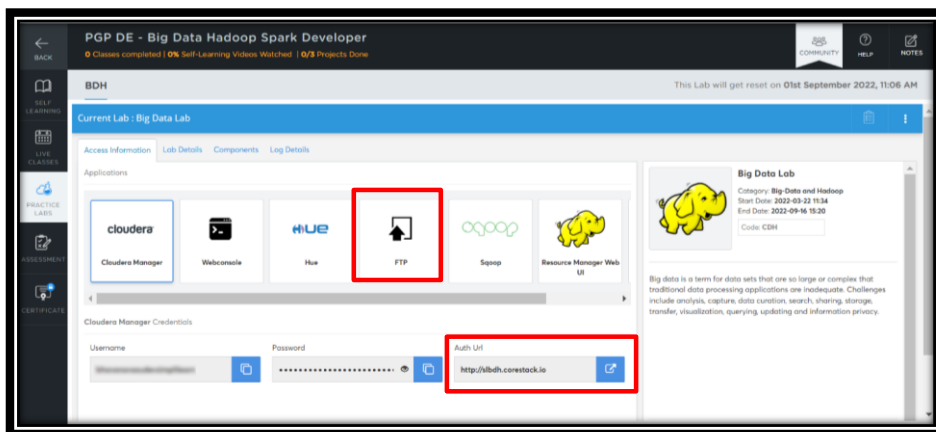 PGP DE - Big Data Hadoop Spark Developer
0 Classes completed | 0% Self-Learning Videos Watched | 0/3 Projects Done
BACK
COMMUNITY
HELP
NOTES
BDH
This Lab will get reset on 01st September 2022, 11:06 AM
SELF
LEARNING
LIVE
CLASSES
PRACTICE
LABS
ASSESSMENT
CERTIFICATE
Current Lab : Big Data Lab
Access Information Lab Details Components Log Details
Applications
cloudera
Cloudera Manager
Webconsole
HUE
Hue
FTP
sqoop
Sqoop
Resource Manager Web
UI
Cloudera Manager Credentials
Username
Password
Auth Url
http://slbdh.corestack.io
Big Data Lab
Category: Big-Data and Hadoop
Start Date: 2022-03-22 11:34
End Date: 2022-09-16 15:20
Code: CDH
Big data is a term for data sets that are so large or complex that
traditional data processing applications are inadequate. Challenges
include analysis, capture, data curation, search, sharing, storage,
transfer, visualization, querying, updating and information privacy.